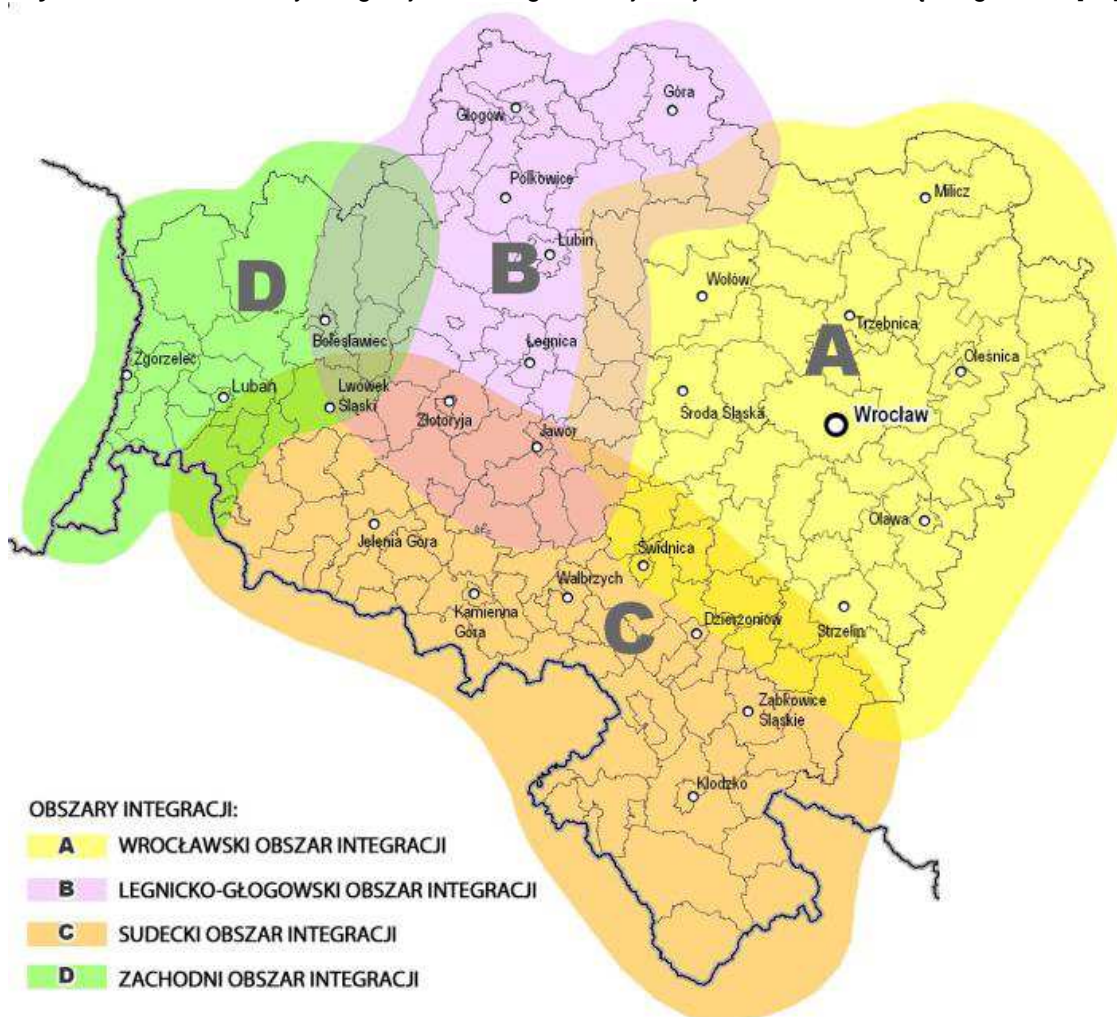 Głogów
Góra
Polkowice
Milicz
Lubin
B
D
Wołów
Trzebnica
Bolesławiec
A
Legnica
Oleśnica
Zgorzelec
Lubań
Lwówek
Śląski
Środa Śląska
Złotoryja
Wrocław
Jawor
Oława
Jelenia Góra
Świdnica
Wałbrzych
Kamienna
Góra
C
Dzierżoniów
Strzelin
Ząbkowice
Śląskie
Kłodzko
OBSZARY INTEGRACJI:
A WROCŁAWSKI OBSZAR INTEGRACJI
B LEGNICKO-GŁOGOWSKI OBSZAR INTEGRACJI
C SUDECKI OBSZAR INTEGRACJI
D ZACHODNI OBSZAR INTEGRACJI